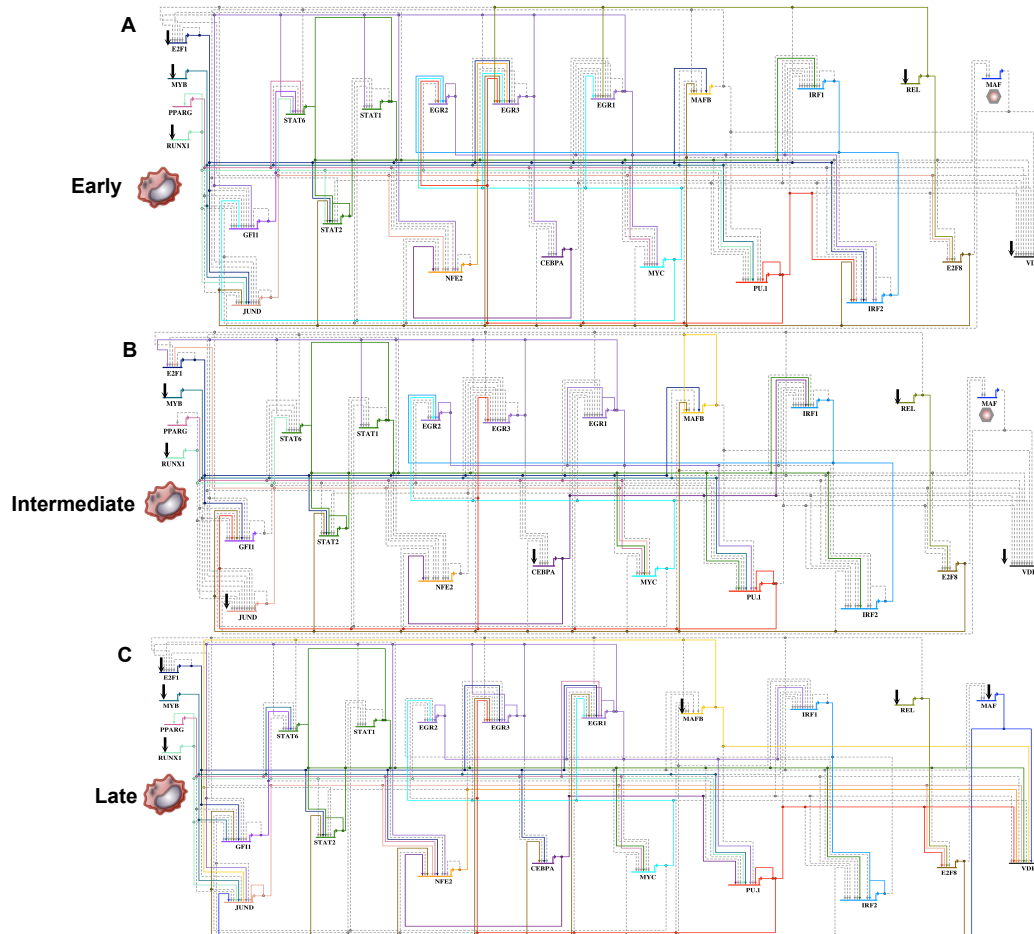 A
E2F1
MYB
PPARG
RUNX1
STAT6
STAT1
EGR2
EGR3
EGR1
MAFB
IRF1
REL
MAF
Early
GFI1
STAT2
JUND
NFE2
CEBPA
MYC
PU.1
IRF2
E2F8
VD
B
E2F1
MYB
PPARG
RUNX1
STAT6
STAT1
EGR2
EGR3
EGR1
MAFB
IRF1
REL
MAF
Intermediate
GFI1
STAT2
JUND
NFE2
CEBPA
MYC
PU.1
IRF2
E2F8
VDR
C
E2F1
MYB
PPARG
RUNX1
STAT6
STAT1
EGR2
EGR3
EGR1
MAFB
IRF1
REL
MAF
Late
GFI1
STAT2
JUND
NFE2
CEBPA
MYC
PU.1
IRF2
E2F8
VDR